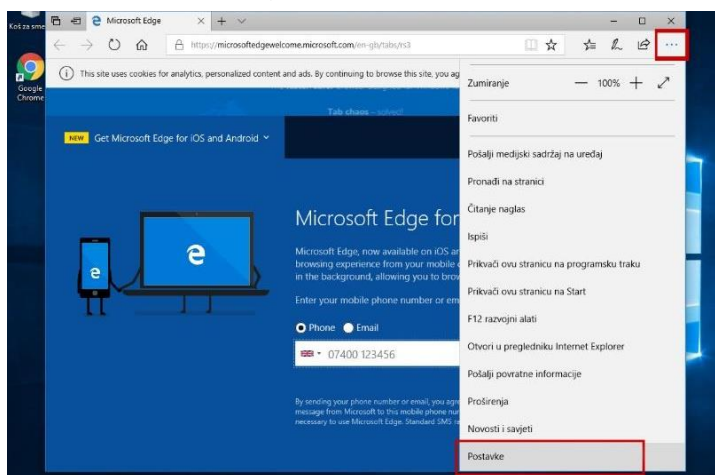 Koš za sme
Google
Chrome
Microsoft Edge
https://microsoftedgewelcome.microsoft.com/en-gb/tabs/rs3
This site uses cookies for analytics, personalized content and ads. By continuing to browse this site, you ag
Tab chaos – solved!
NEW Get Microsoft Edge for iOS and Android
Microsoft Edge for
Microsoft Edge, now available on iOS ar
browsing experience from your mobile
in the background, allowing you to brow
Enter your mobile phone number or em
Phone Email
07400 123456
By sending your phone number or email, you agre
message from Microsoft to this mobile phone nur
necessary to use Microsoft Edge. Standard SMS r
Zumiranje 100%
Favoriti
Pošalji medijski sadržaj na uređaj
Pronađi na stranici
Čitanje naglas
Ispiši
Prikvači ovu stranicu na programsku traku
Prikvači ovu stranicu na Start
F12 razvojni alati
Otvori u pregledniku Internet Explorer
Pošalji povratne informacije
Proširenja
Novosti i savjeti
Postavke